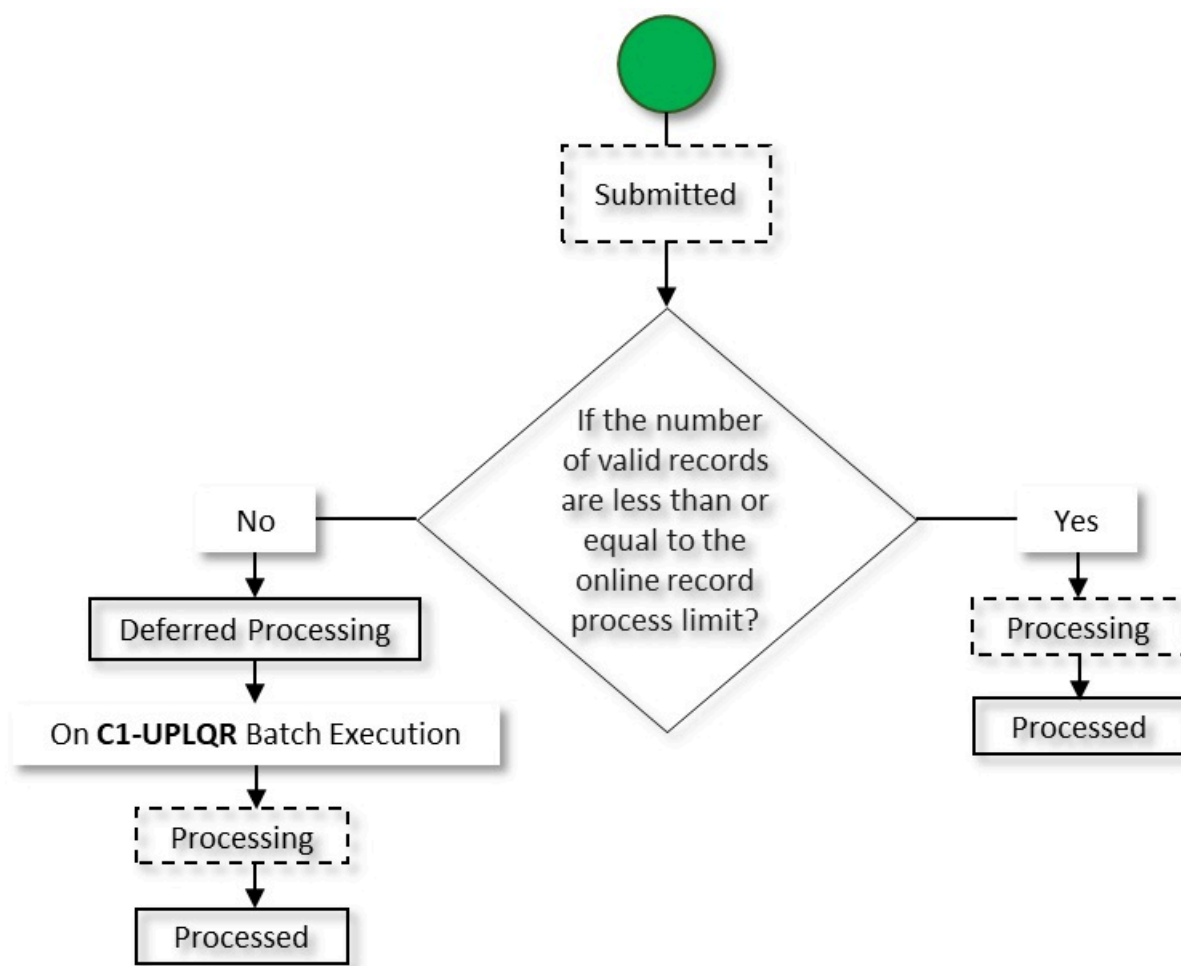 Submitted
If the number
of valid records
are less than or
equal to the
online record
process limit?
No
Yes
Deferred Processing
Processing
On C1-UPLQR Batch Execution
Processed
Processing
Processed